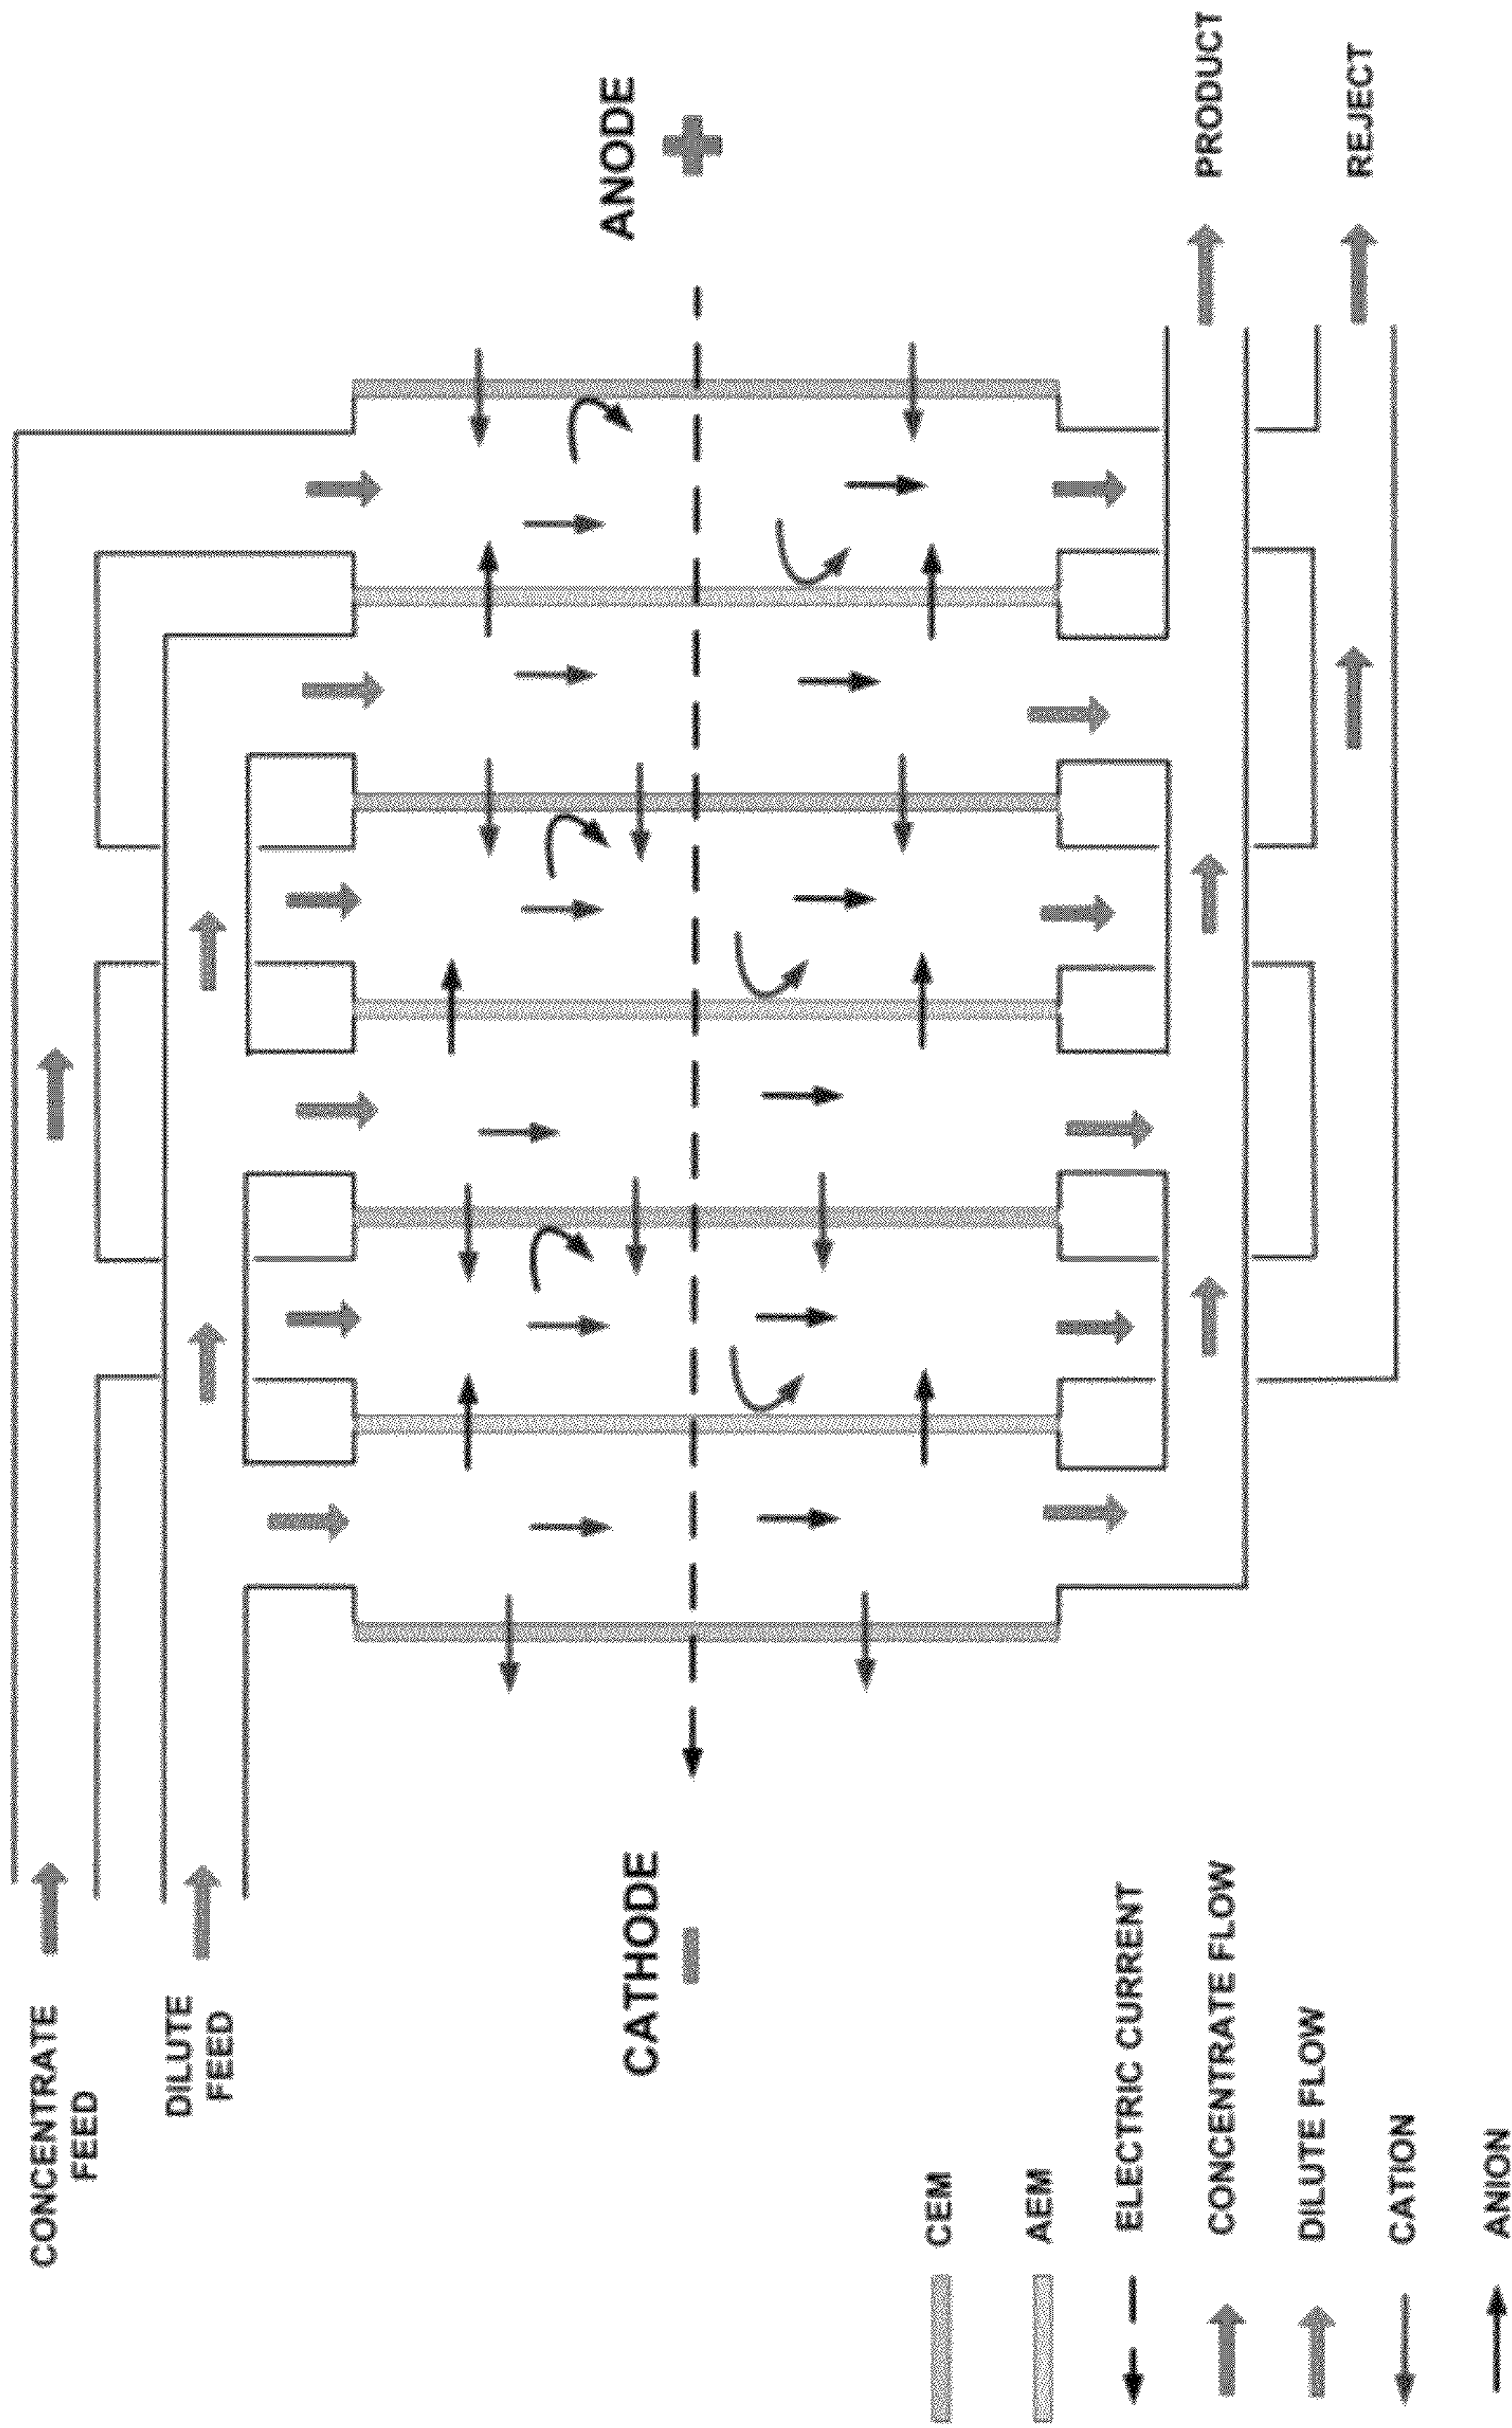 CONCENTRATE
FEED
DILUTE
FEED
CATHODE
ANODE
PRODUCT
REJECT
CEM
AEM
ELECTRIC CURRENT
CONCENTRATE FLOW
DILUTE FLOW
CATION
ANION